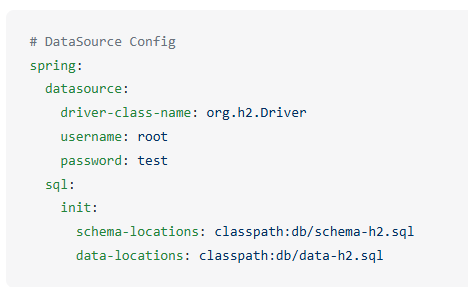 # DataSource Config
spring:
  datasource:
    driver-class-name: org.h2.Driver
    username: root
    password: test
  sql:
    init:
      schema-locations: classpath:db/schema-h2.sql
      data-locations: classpath:db/data-h2.sql